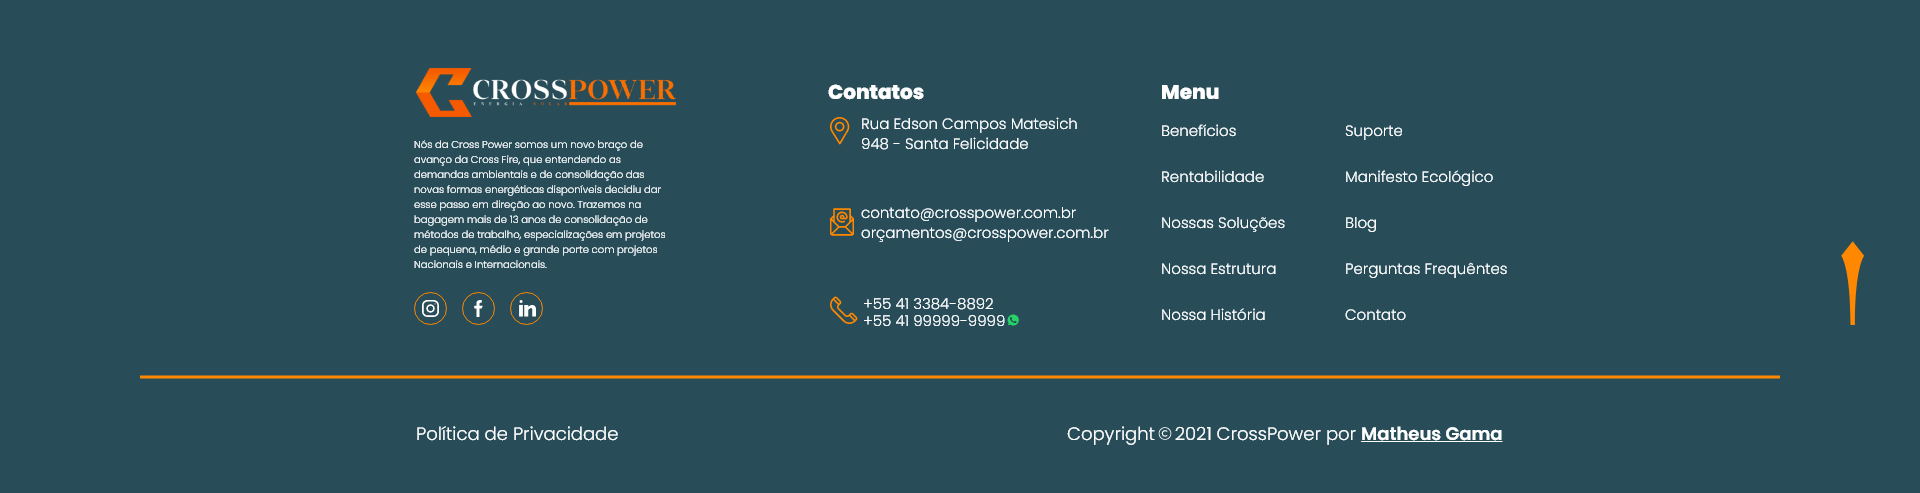 CROSSPOWER
ENERGIA SOLAR
Nós da Cross Power somos um novo braço de
avanço da Cross Fire, que entendendo as
demandas ambientais e de consolidação das
novas formas energéticas disponíveis decidiu dar
esse passo em direção ao novo. Trazemos na
bagagem mais de 13 anos de consolidação de
métodos de trabalho, especializações em projetos
de pequena, médio e grande porte com projetos
Nacionais e Internacionais.
Contatos
Rua Edson Campos Matesich
948 - Santa Felicidade
contato@crosspower.com.br
orçamentos@crosspower.com.br
+55 41 3384-8892
+55 41 99999-9999
Menu
Benefícios
Rentabilidade
Nossas Soluções
Nossa Estrutura
Nossa História
Suporte
Manifesto Ecológico
Blog
Perguntas Frequêntes
Contato
Política de Privacidade
Copyright © 2021 CrossPower por Matheus Gama